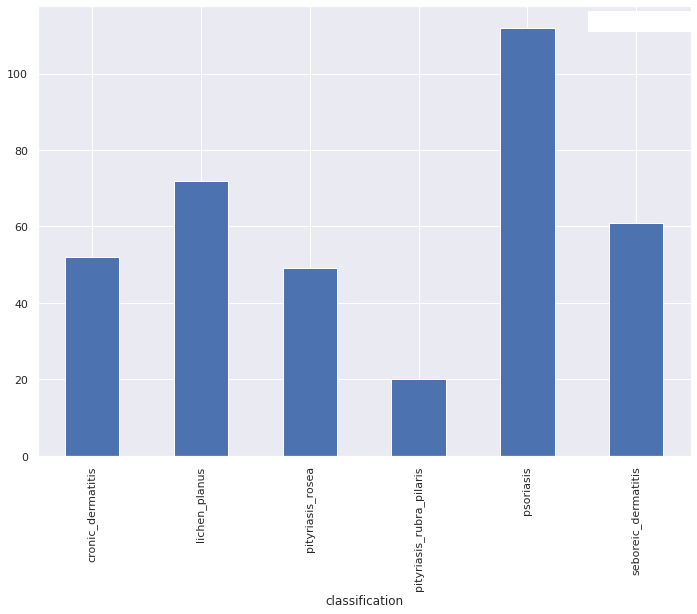 100
80
60
40
20
0
cronic_dermatitis
lichen_planus
pityriasis_rosea
pityriasis_rubra_pilaris
psoriasis
seboreic_dermatitis
classification